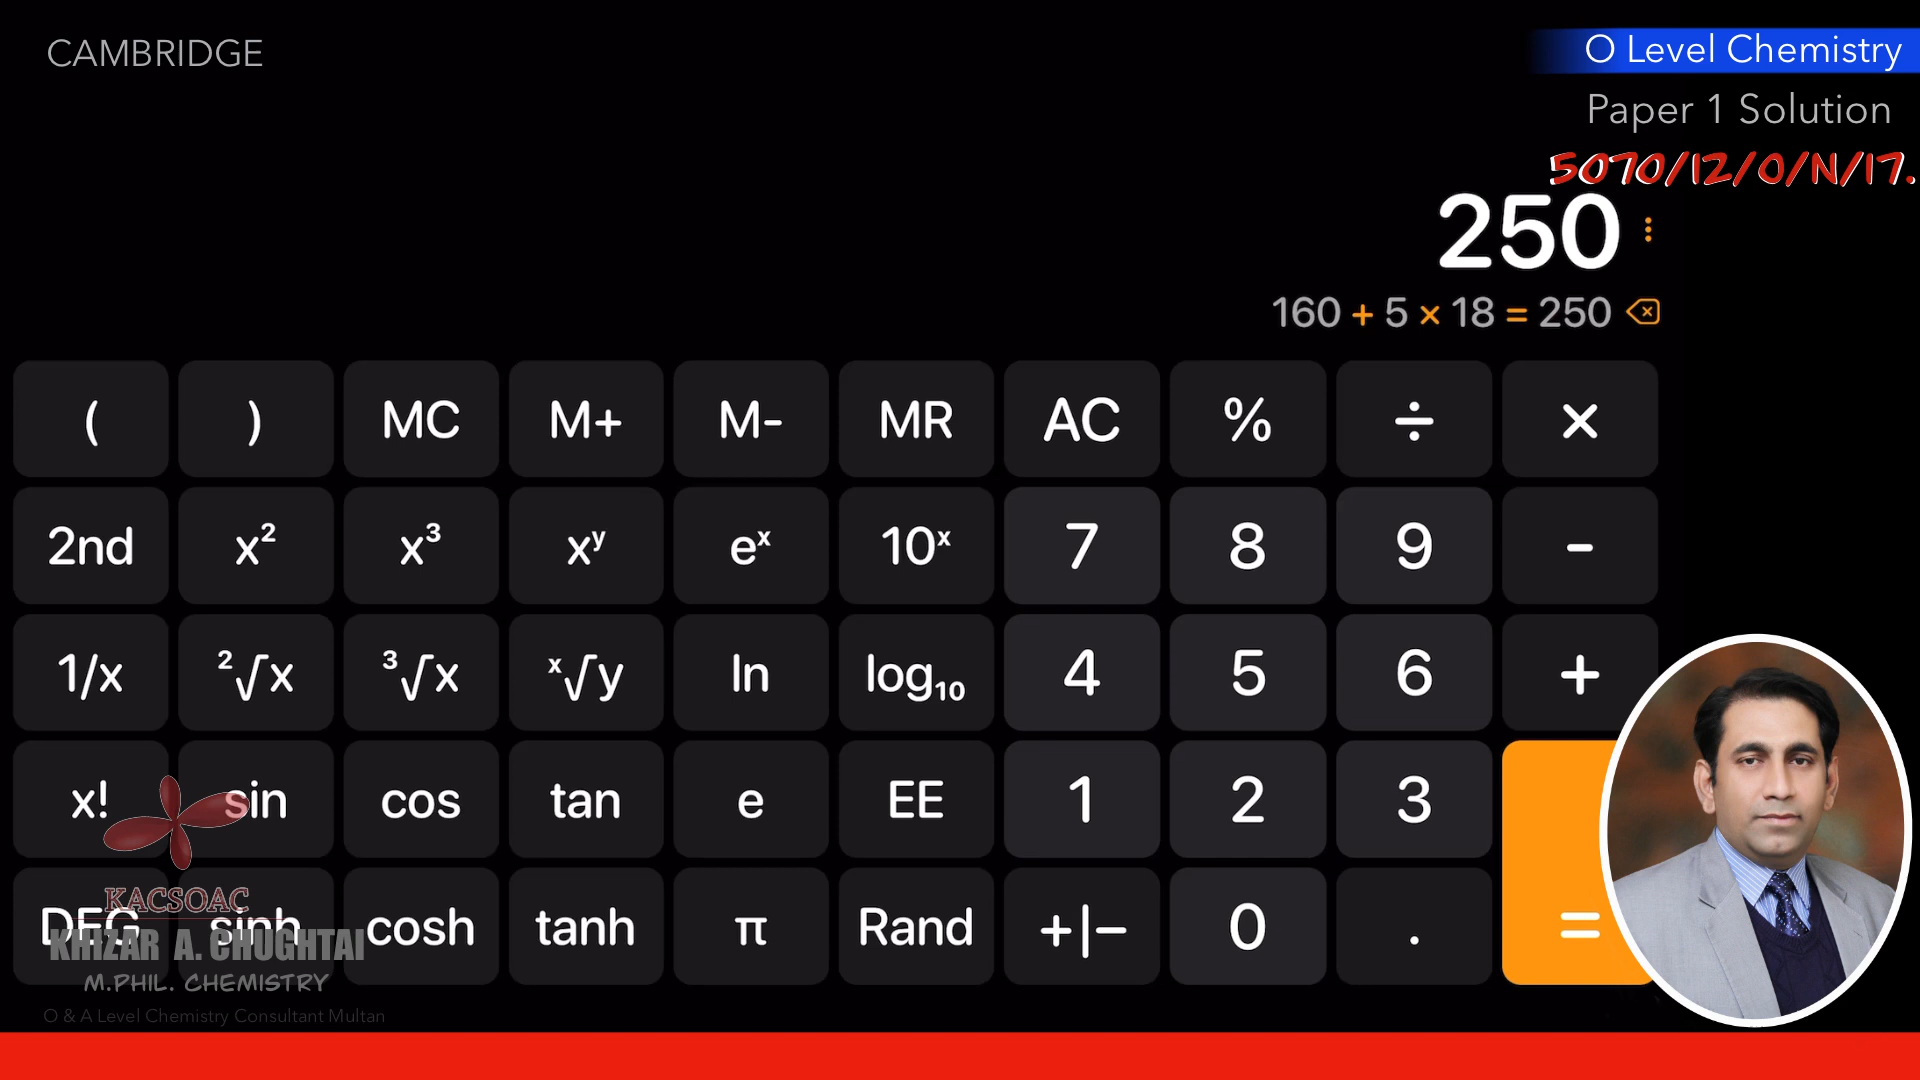 CAMBRIDGE
O Level Chemistry
Paper 1 Solution
5070/12/O/N/17.
250
160 + 5 × 18 = 250
( ) MC M+ M- MR AC % ÷ ×
2nd x² x³ xʸ eˣ 10ˣ 7 8 9 -
1/x ²√x ³√x ˣ√y ln log₁₀ 4 5 6 +
x! sin cos tan e EE 1 2 3
DEG sinh cosh tanh π Rand +|− 0 . =
KACSOAC
KHIZAR A. CHUGHTAI
M.PHIL. CHEMISTRY
O & A Level Chemistry Consultant Multan